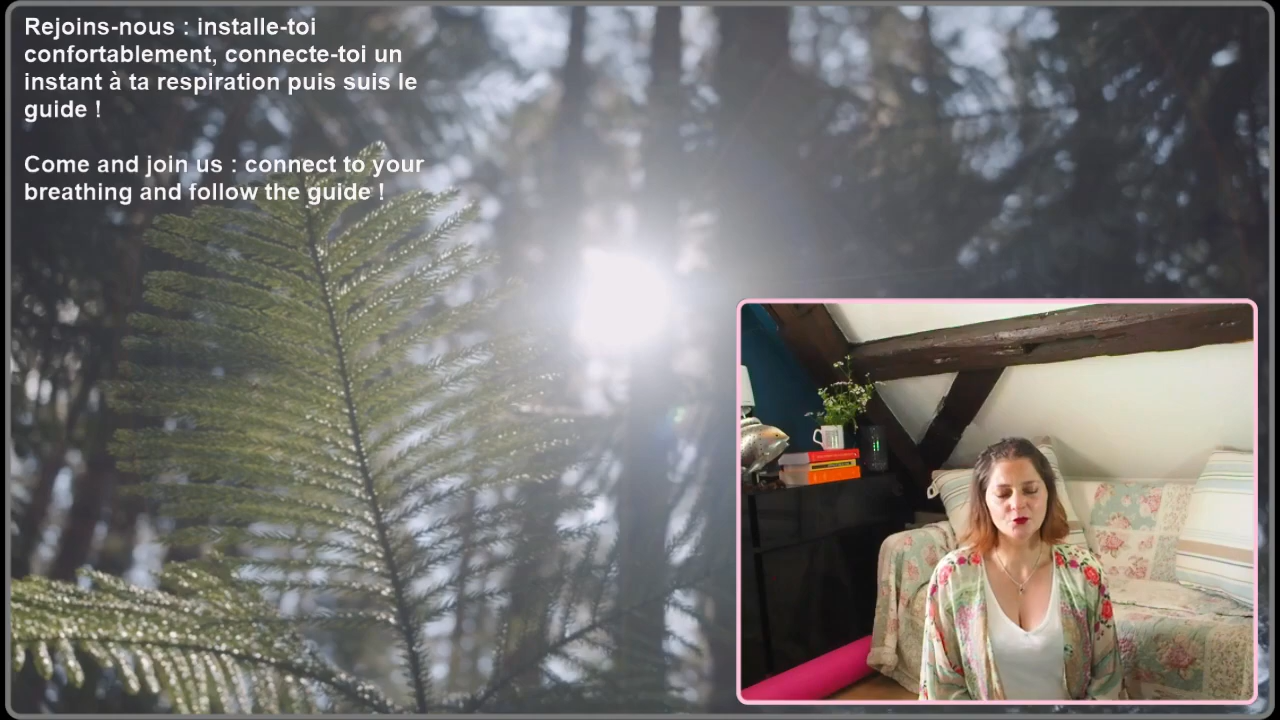 Rejoins-nous : installe-toi
confortablement, connecte-toi un
instant à ta respiration puis suis le
guide !
Come and join us : connect to your
breathing and follow the guide !